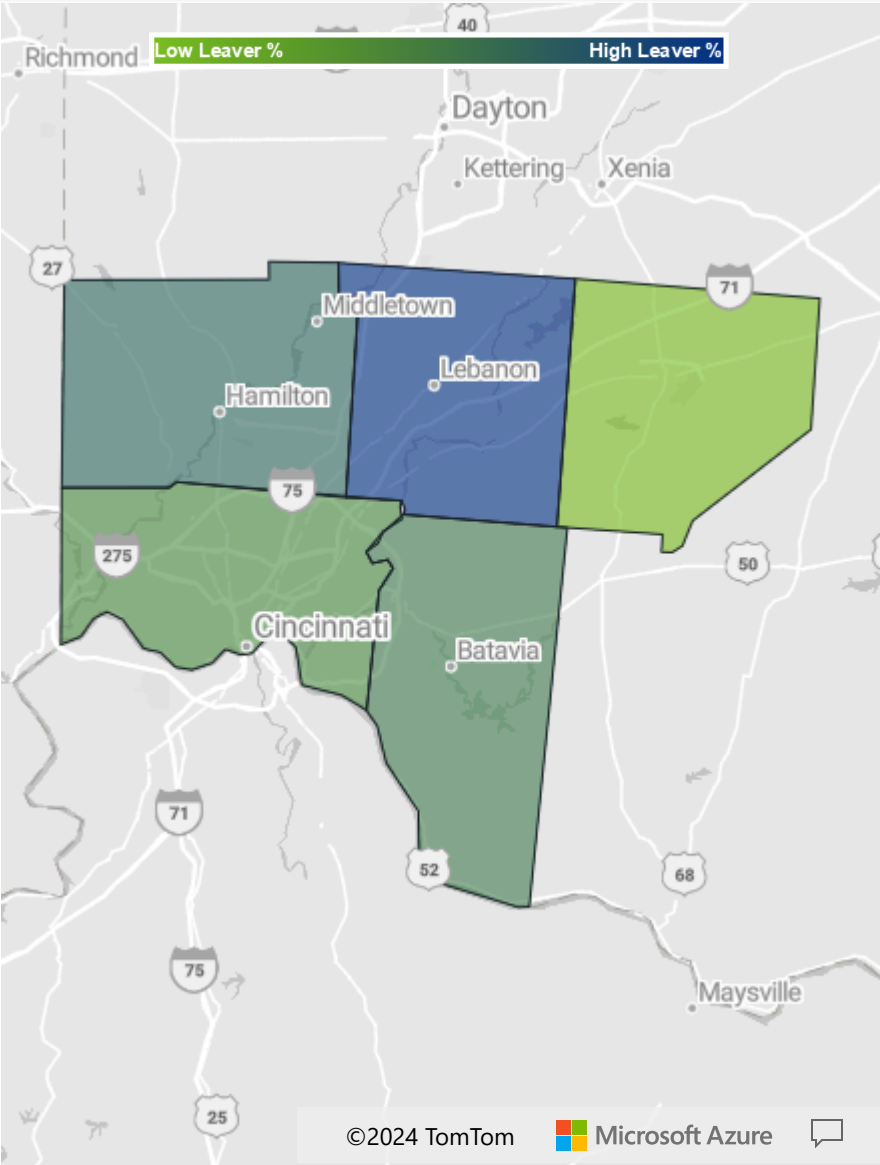 40
Richmond
Low Leaver %
High Leaver %
Dayton
Kettering
Xenia
27
71
Middletown
Lebanon
Hamilton
75
275
50
Cincinnati
Batavia
71
52
68
75
Maysville
25
©2024 TomTom
Microsoft Azure